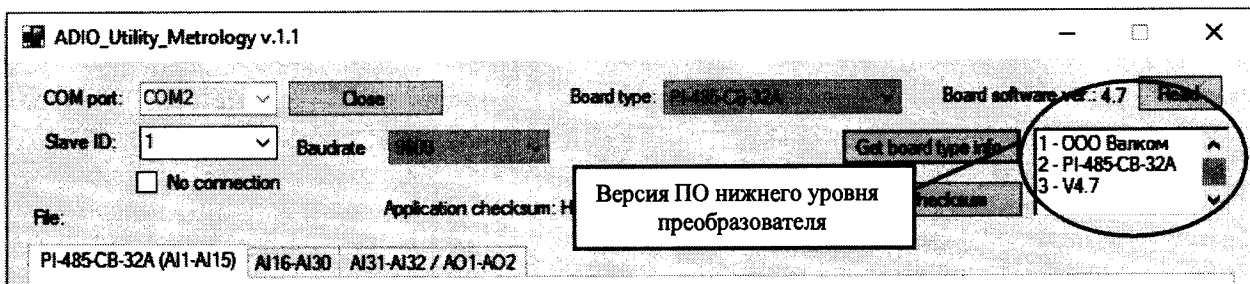 ADIO_Utility_Metrology v.1.1
COM port: COM2 Close Board type: PI-485-CB-32A Board software ver.: 4.7 Read
Slave ID: 1 Baudrate 9600 Get board type info
1 - ООО Валком
2 - PI-485-CB-32A
3 - V4.7
No connection
Версия ПО нижнего уровня
преобразователя
File: Application checksum: H checksum
PI-485-CB-32A (AI1-AI15) AI16-AI30 AI31-AI32 / AO1-AO2